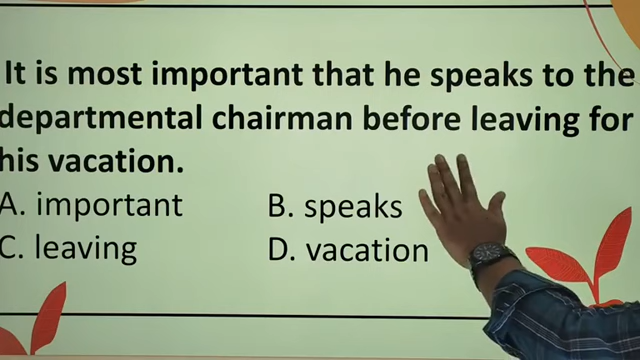 It is most important that he speaks to the
departmental chairman before leaving for
his vacation.
A. important B. speaks
C. leaving D. vacation